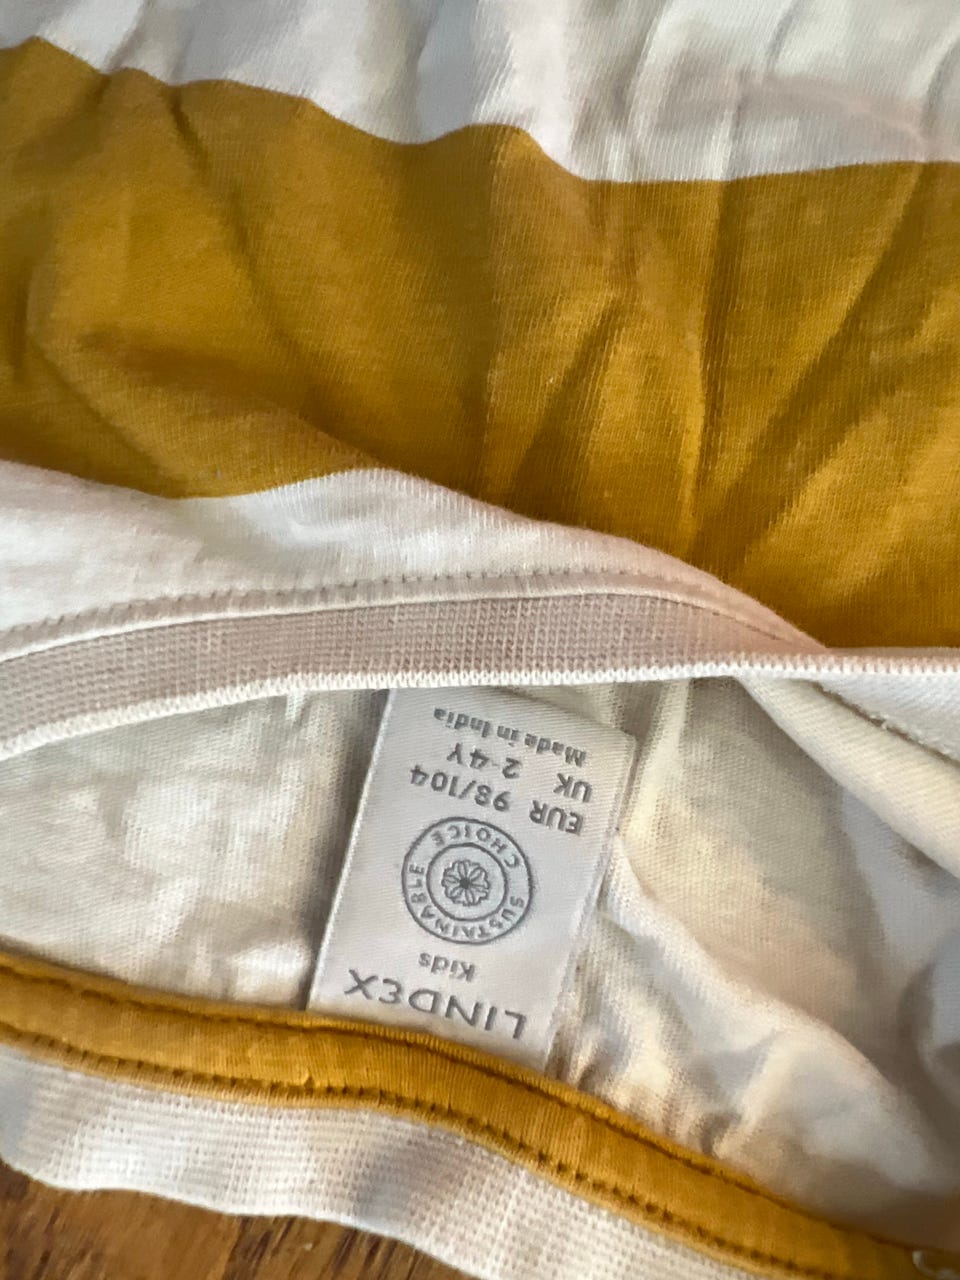 LINDEX
Kids
SUSTAINABLE CHOICE
EUR 98/104
UK 2-4Y
Made in India